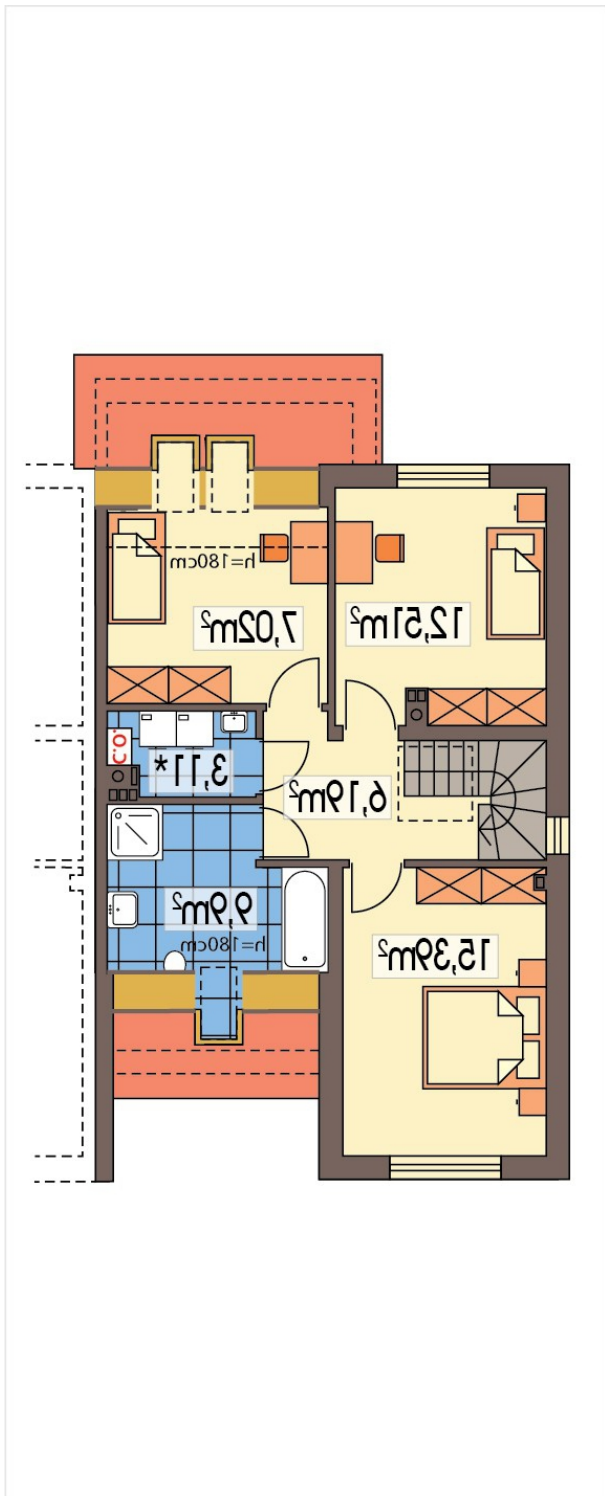 h=180cm
7,02m²
12,51m²
C.O.
3,11*
6,19m²
9,9m²
h=180cm
15,39m²